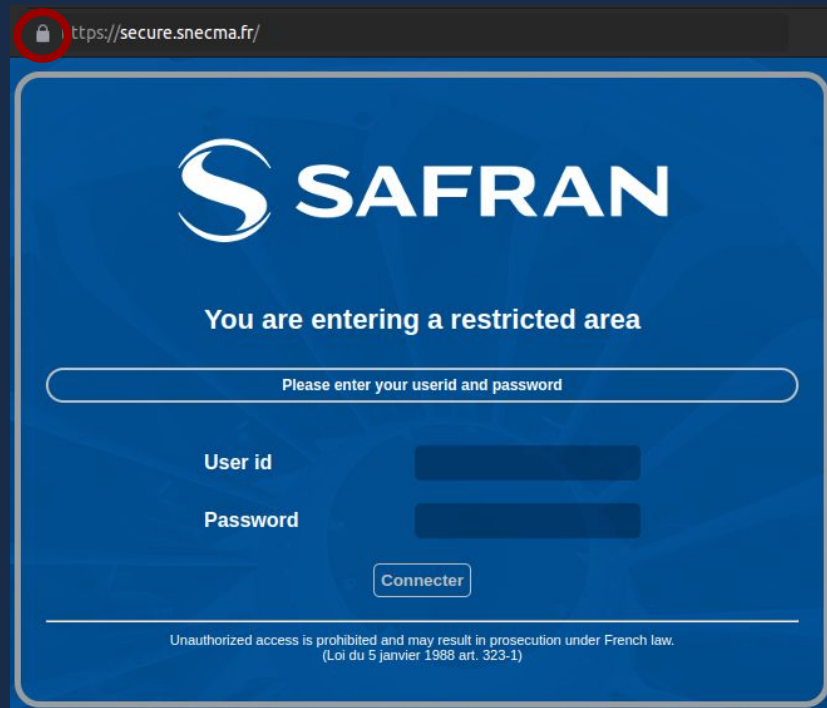 ttps://secure.snecma.fr/
SAFRAN
You are entering a restricted area
Please enter your userid and password
User id
Password
Connecter
Unauthorized access is prohibited and may result in prosecution under French law.
(Loi du 5 janvier 1988 art. 323-1)